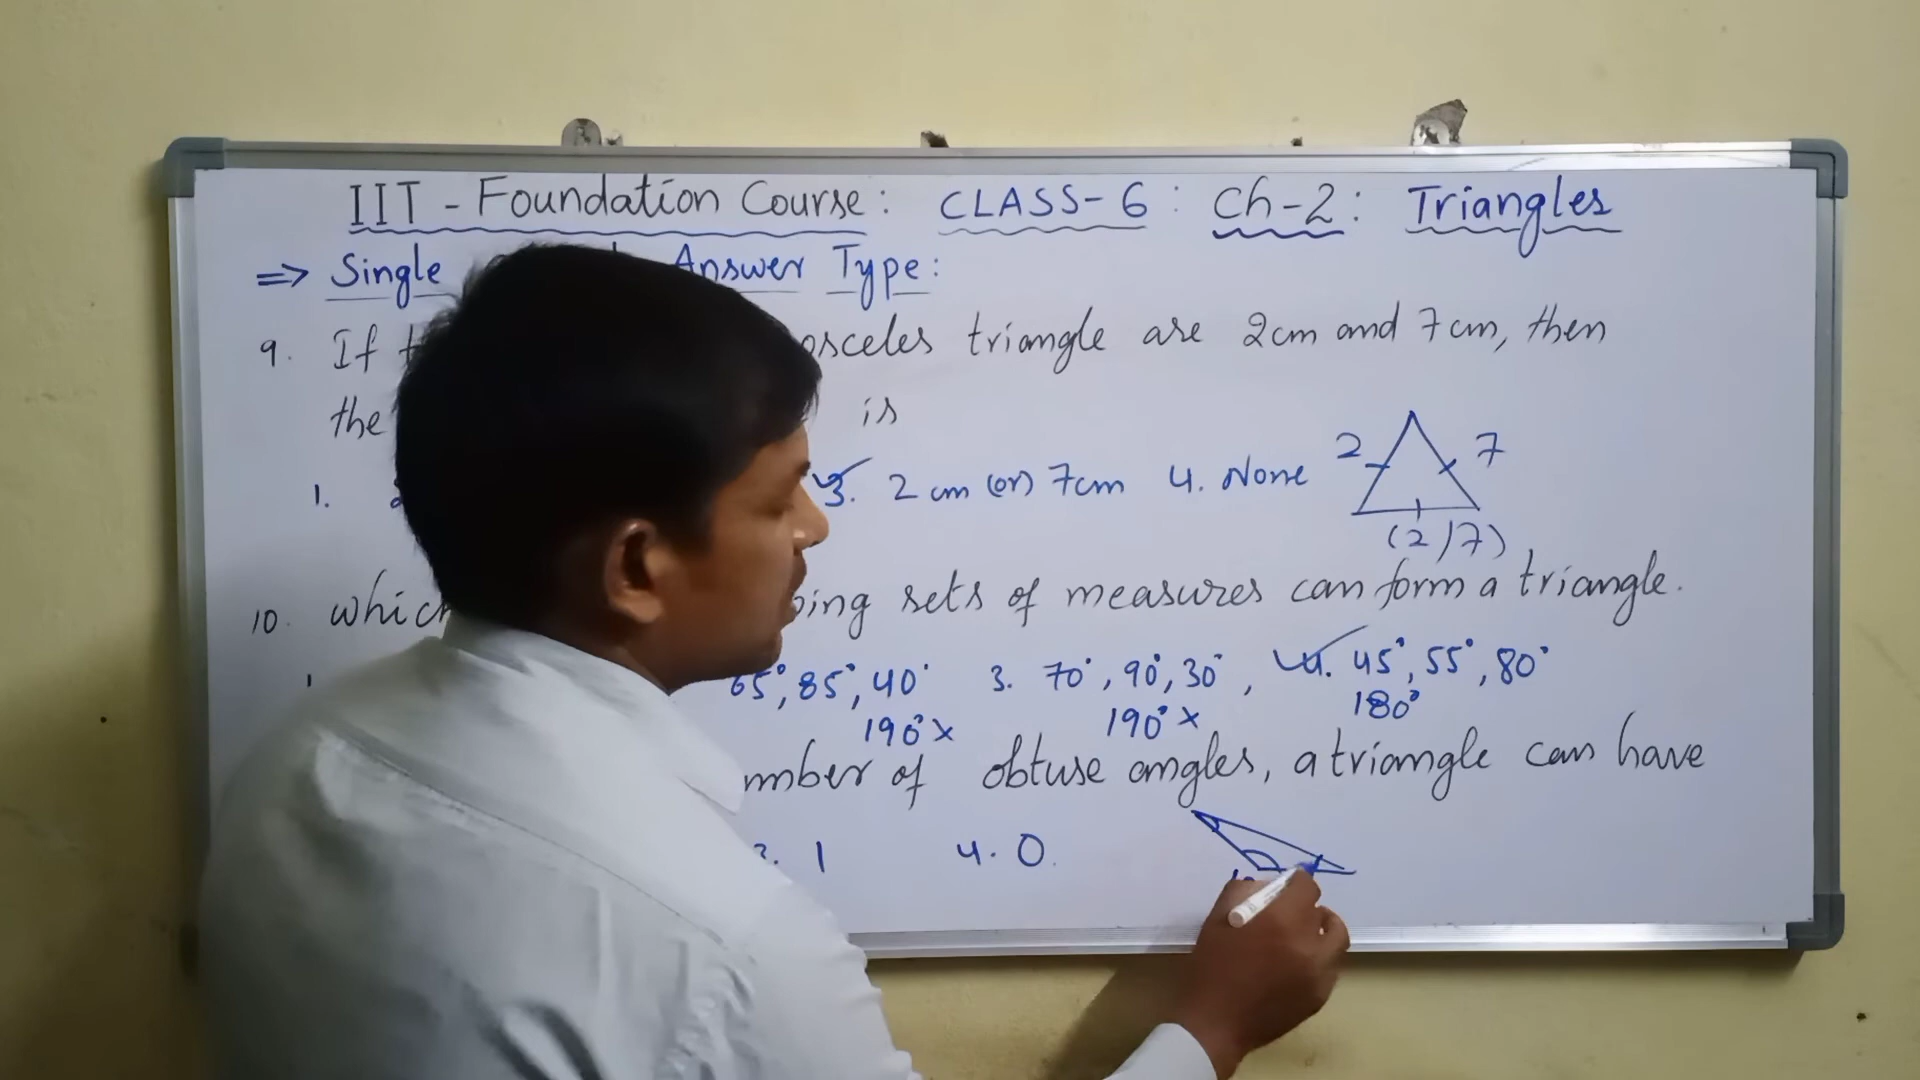 IIT - Foundation Course : CLASS - 6 : Ch - 2 : Triangles
⇒ Single Answer Type :
9. If osceles triangle are 2cm and 7cm, then
the is
1. 3. 2 cm (or) 7cm 4. None
2 7
(2/7)
10. which sets of measures can form a triangle.
1 65°, 85°, 40° 3. 70°, 90°, 30°, 4. 45°, 55°, 80°
190° x 190° x 180°
mber of obtuse angles, a triangle can have
1 4. 0.